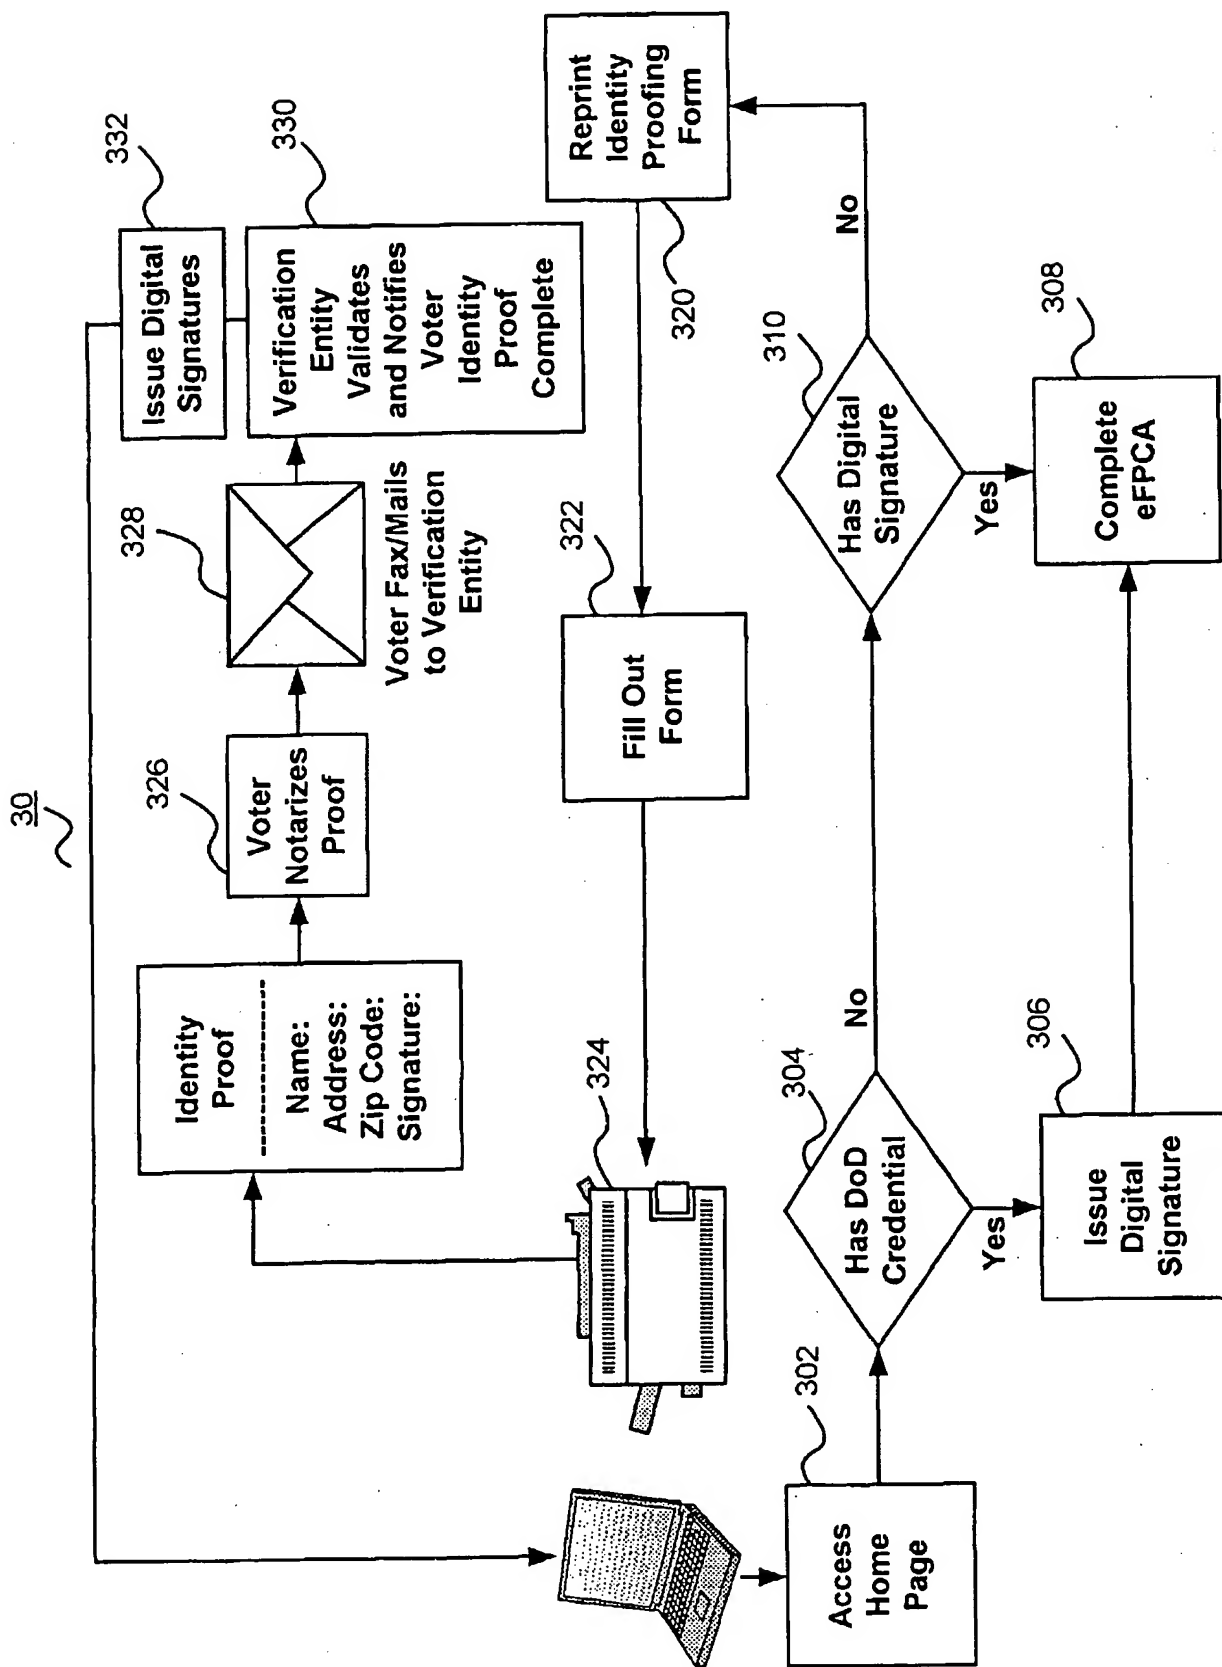 30
332
Issue Digital
Signatures
330
Verification
Entity
Validates
and Notifies
Voter
Identity
Proof
Complete
328
Voter Fax/Mails
to Verification
Entity
326
Voter
Notarizes
Proof
Identity
Proof
Name:
Address:
Zip Code:
Signature:
324
322
Fill Out
Form
320
Reprint
Identity
Proofing
Form
302
Access
Home
Page
304
Has DoD
Credential
No
Yes
306
Issue
Digital
Signature
310
Has Digital
Signature
No
Yes
308
Complete
eFPCA